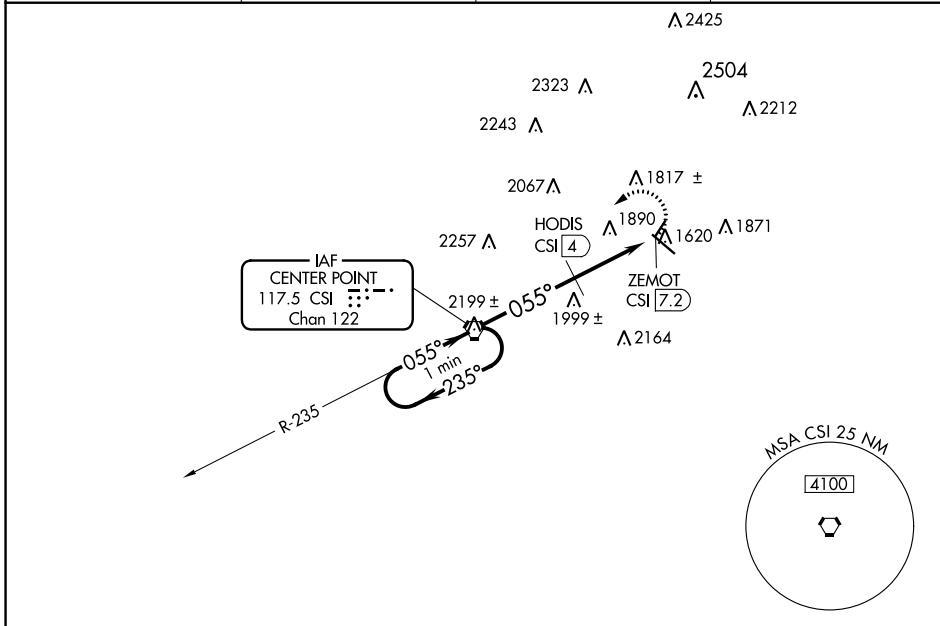 2425
2504
2323
2212
2243
2067
1817 ±
HODIS
CSI 4
1890
1871
1620
2257
IAF
CENTER POINT
117.5 CSI
Chan 122
ZEMOT
CSI 7.2
2199 ±
055°
1999 ±
2164
055°
1 min
235°
R-235
MSA CSI 25 NM
4100